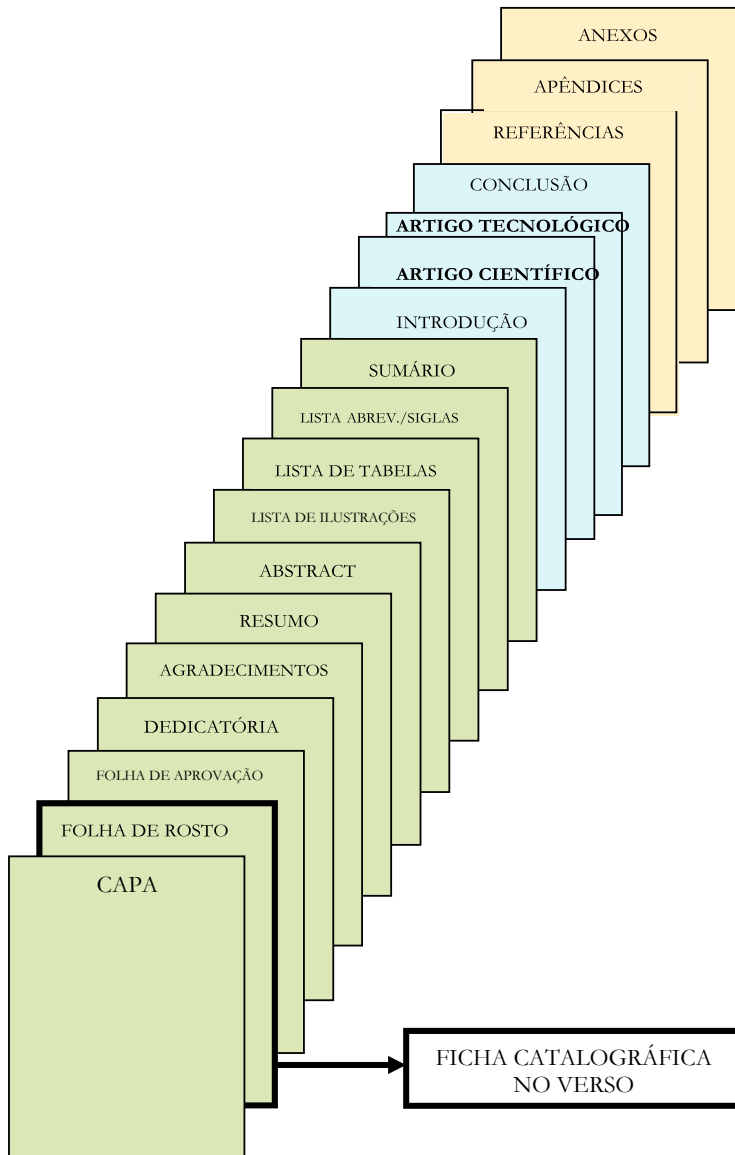 ANEXOS
APÊNDICES
REFERÊNCIAS
CONCLUSÃO
ARTIGO TECNOLÓGICO
ARTIGO CIENTÍFICO
INTRODUÇÃO
SUMÁRIO
LISTA ABREV./SIGLAS
LISTA DE TABELAS
LISTA DE ILUSTRAÇÕES
ABSTRACT
RESUMO
AGRADECIMENTOS
DEDICATÓRIA
FOLHA DE APROVAÇÃO
FOLHA DE ROSTO
CAPA
FICHA CATALOGRÁFICA
NO VERSO